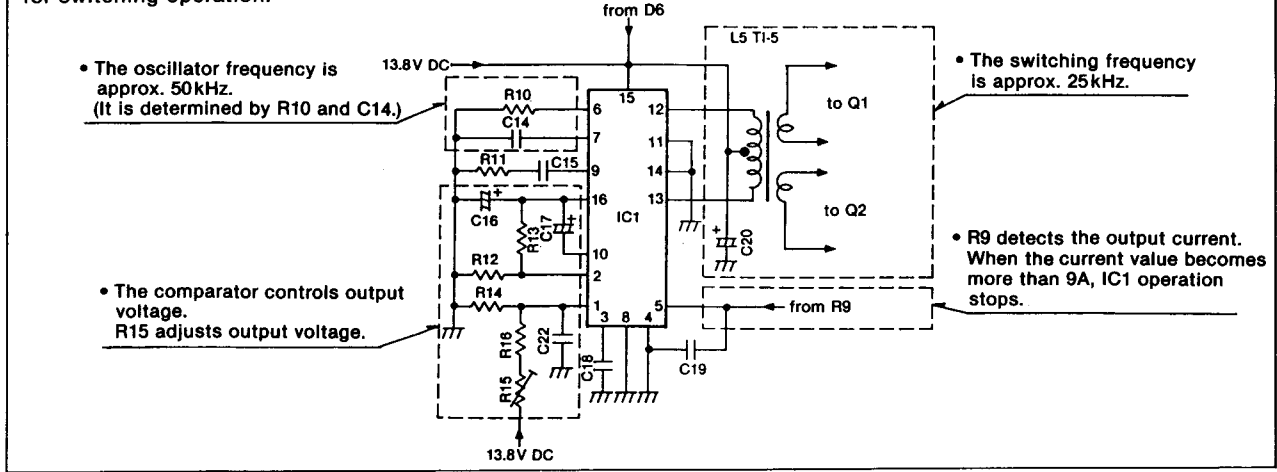 for switching operation.
from D6
L5 TI-5
13.8V DC
• The oscillator frequency is
approx. 50kHz.
(It is determined by R10 and C14.)
• The switching frequency
is approx. 25kHz.
R10
6
15
12
to Q1
C14
7
11
R11
C15
9
14
16
13
C16
+
C17
+
IC1
to Q2
R13
10
+
C20
R12
2
• R9 detects the output current.
When the current value becomes
more than 9A, IC1 operation
stops.
• The comparator controls output
voltage.
R15 adjusts output voltage.
R14
1
5
from R9
3
8
4
R16
C22
C18
C19
R15
13.8V DC